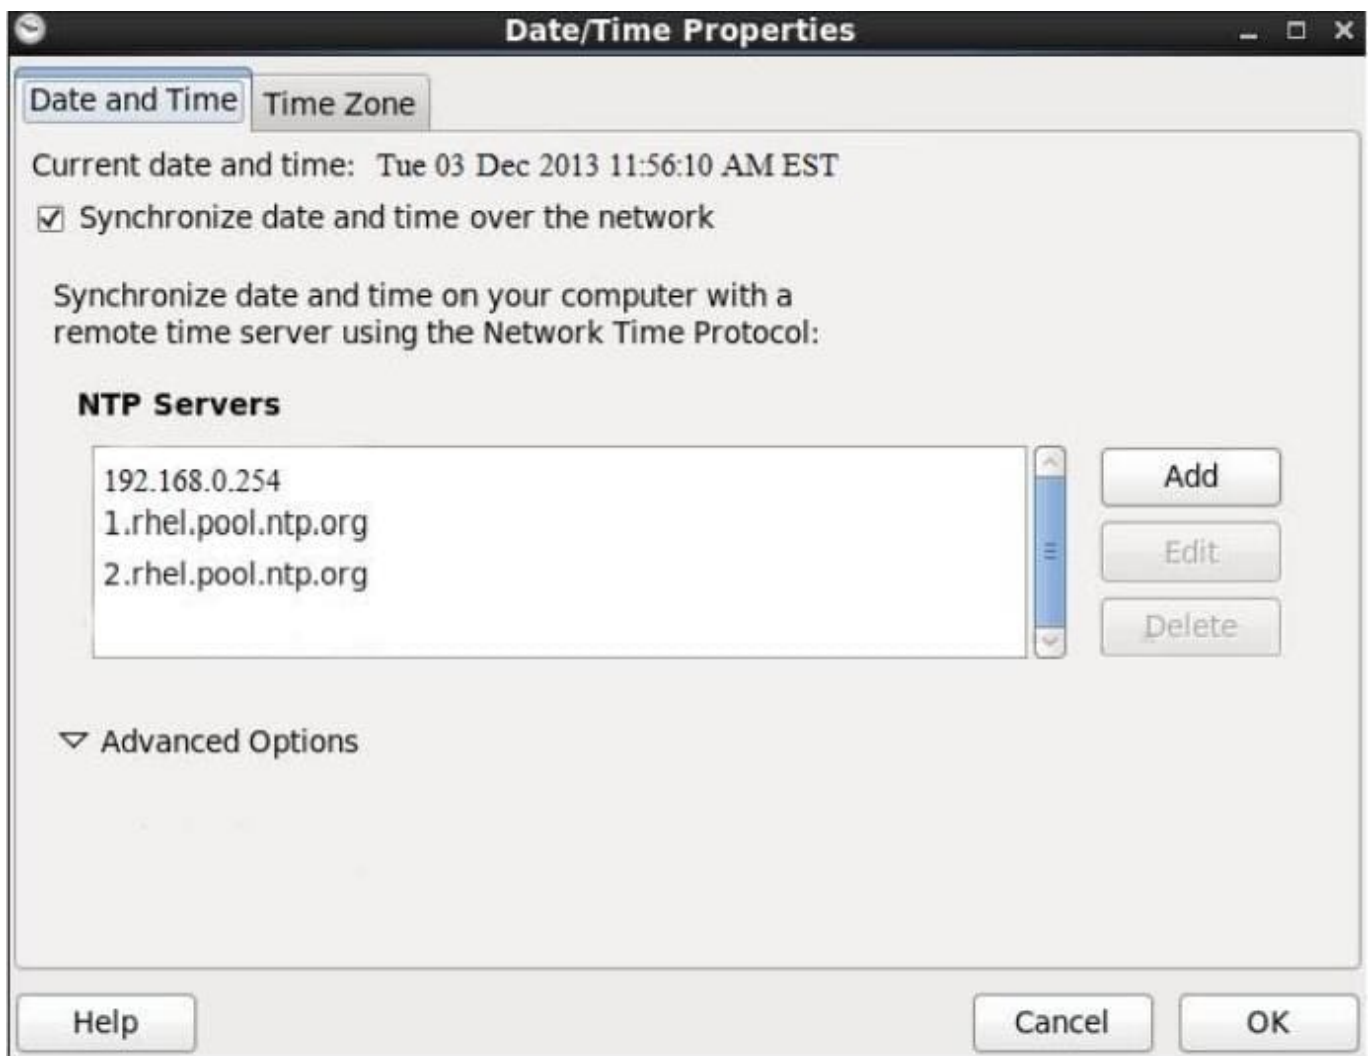 Date/Time Properties
Date and Time
Time Zone
Current date and time: Tue 03 Dec 2013 11:56:10 AM EST
Synchronize date and time over the network
Synchronize date and time on your computer with a
remote time server using the Network Time Protocol:
NTP Servers
192.168.0.254
1.rhel.pool.ntp.org
2.rhel.pool.ntp.org
Add
Edit
Delete
Advanced Options
Help
Cancel
OK